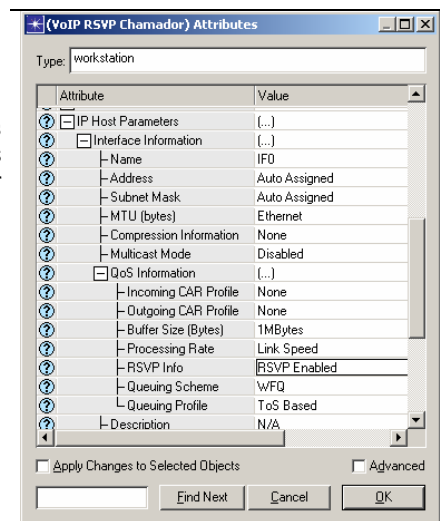 (VoIP RSVP Chamador) Attributes
Type: workstation
Attribute Value
IP Host Parameters (...)
Interface Information (...)
Name IF0
Address Auto Assigned
Subnet Mask Auto Assigned
MTU (bytes) Ethernet
Compression Information None
Multicast Mode Disabled
QoS Information (...)
Incoming CAR Profile None
Outgoing CAR Profile None
Buffer Size (Bytes) 1MBytes
Processing Rate Link Speed
RSVP Info RSVP Enabled
Queuing Scheme WFQ
Queuing Profile ToS Based
Description N/A
Apply Changes to Selected Objects Advanced
Find Next Cancel OK